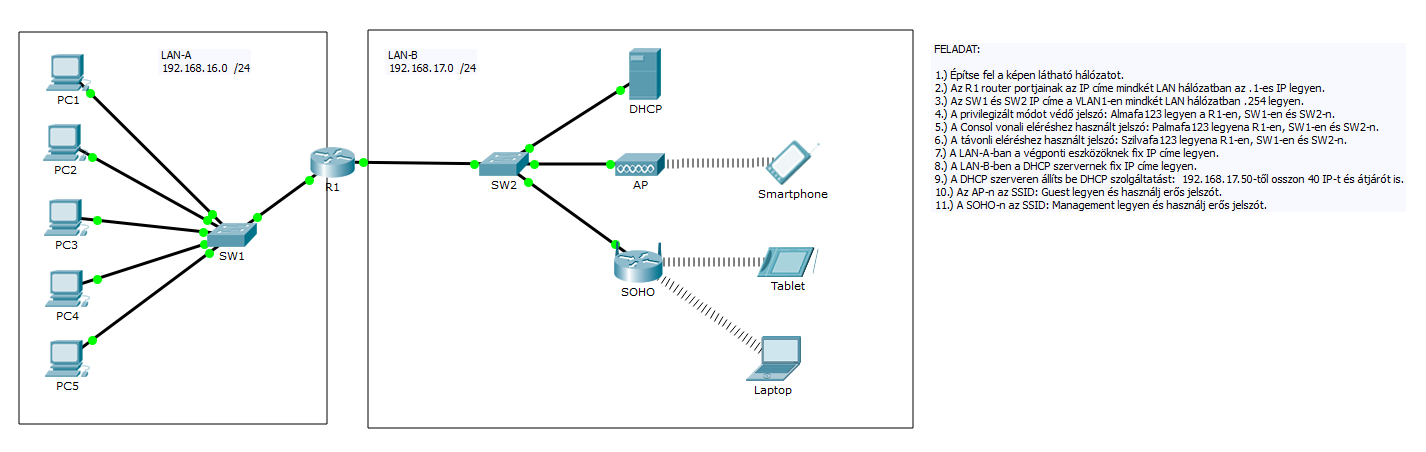 LAN-A
192.168.16.0 /24
PC1
PC2
PC3
PC4
PC5
SW1
R1
LAN-B
192.168.17.0 /24
DHCP
SW2
AP
Smartphone
SOHO
Tablet
Laptop
FELADAT:
1.) Építse fel a képen látható hálózatot.
2.) Az R1 router portjainak az IP címe mindkét LAN hálózatban az .1-es IP legyen.
3.) Az SW1 és SW2 IP címe a VLAN1-en mindkét LAN hálózatban .254 legyen.
4.) A privilegizált módot védő jelszó: Almafa123 legyen a R1-en, SW1-en és SW2-n.
5.) A Consol vonali eléréshez használt jelszó: Palmafa123 legyena R1-en, SW1-en és SW2-n.
6.) A távonli eléreshez használt jelszó: Szilvafa123 legyena R1-en, SW1-en és SW2-n.
7.) A LAN-A-ban a végponti eszközöknek fix IP címe legyen.
8.) A LAN-B-ben a DHCP szervernek fix IP címe legyen.
9.) A DHCP szerveren állíts be DHCP szolgáltatást: 192.168.17.50-től osszon 40 IP-t és átjárót is.
10.) Az AP-n az SSID: Guest legyen és használj erős jelszót.
11.) A SOHO-n az SSID: Management legyen és használj erős jelszót.